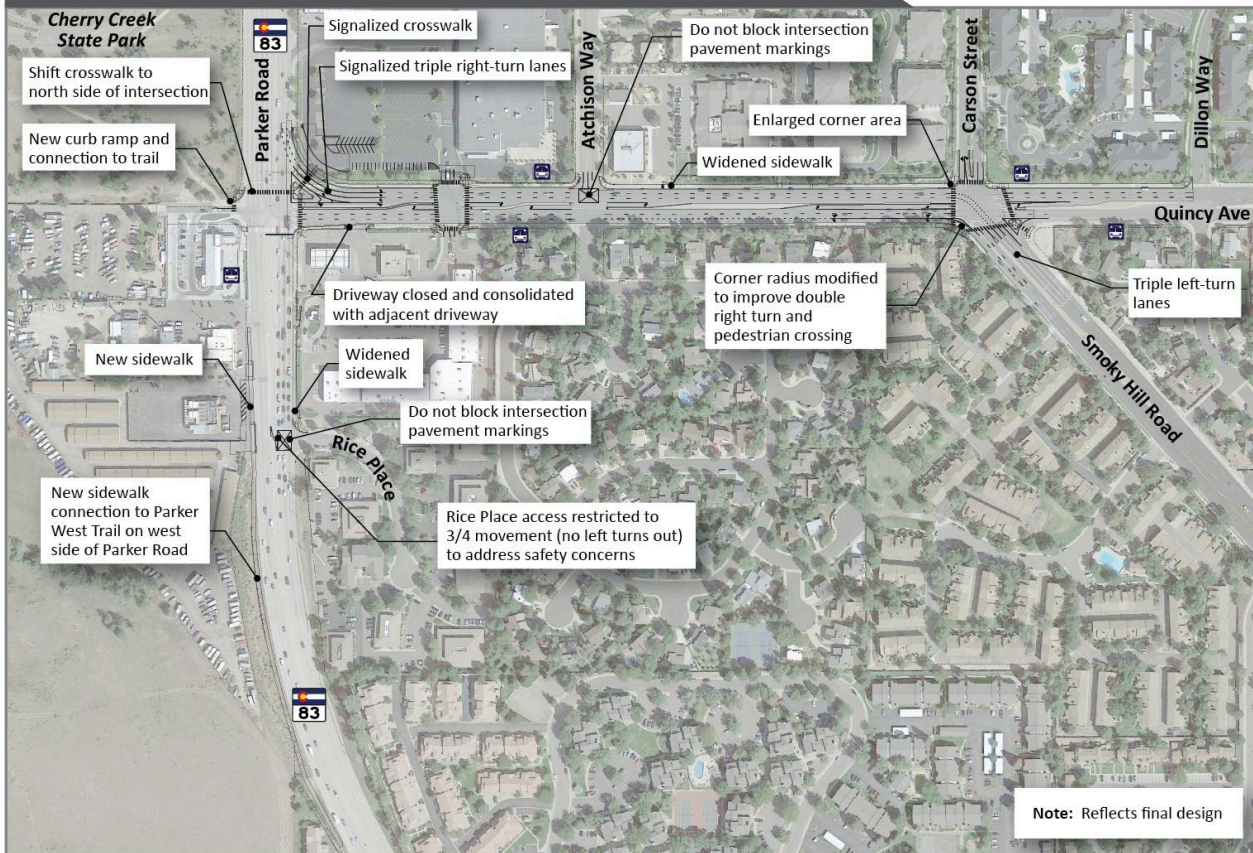 Cherry Creek
State Park
83
Signalized crosswalk
Do not block intersection
pavement markings
Shift crosswalk to
north side of intersection
Parker Road
Signalized triple right-turn lanes
Atchison Way
Carson Street
Dillon Way
Enlarged corner area
New curb ramp and
connection to trail
Widened sidewalk
Quincy Ave
Driveway closed and consolidated
with adjacent driveway
Corner radius modified
to improve double
right turn and
pedestrian crossing
Triple left-turn
lanes
New sidewalk
Widened
sidewalk
Smoky Hill Road
Do not block intersection
pavement markings
Rice Place
New sidewalk
connection to Parker
West Trail on west
side of Parker Road
Rice Place access restricted to
3/4 movement (no left turns out)
to address safety concerns
83
Note: Reflects final design